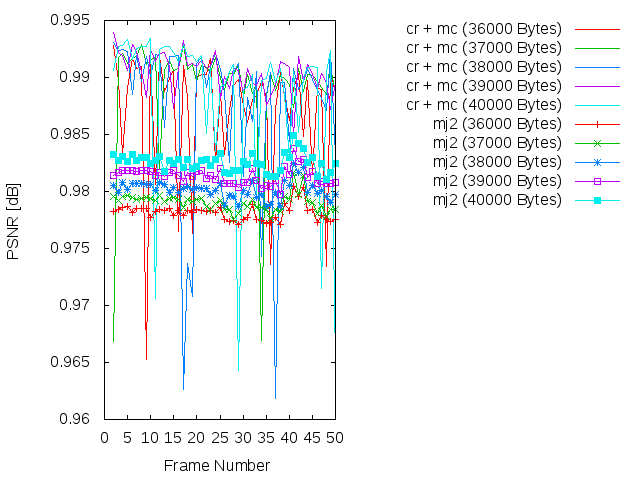 0.995
0.99
0.985
0.98
0.975
0.97
0.965
0.96
PSNR [dB]
0 5 10 15 20 25 30 35 40 45 50
Frame Number
cr + mc (36000 Bytes)
cr + mc (37000 Bytes)
cr + mc (38000 Bytes)
cr + mc (39000 Bytes)
cr + mc (40000 Bytes)
mj2 (36000 Bytes)
mj2 (37000 Bytes)
mj2 (38000 Bytes)
mj2 (39000 Bytes)
mj2 (40000 Bytes)